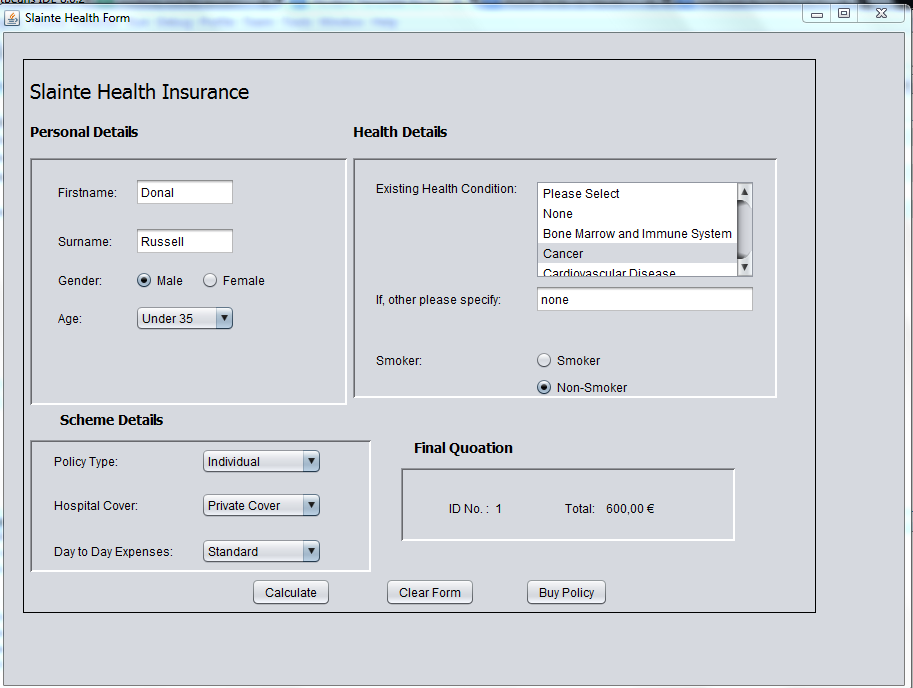 Slainte Health Form
Slainte Health Insurance
Personal Details
Firstname: Donal
Surname: Russell
Gender: Male Female
Age: Under 35
Health Details
Existing Health Condition:
Please Select
None
Bone Marrow and Immune System
Cancer
Cardiovascular Disease
If, other please specify: none
Smoker: Smoker
Non-Smoker
Scheme Details
Policy Type: Individual
Hospital Cover: Private Cover
Day to Day Expenses: Standard
Final Quoation
ID No. : 1 Total: 600,00 €
Calculate Clear Form Buy Policy